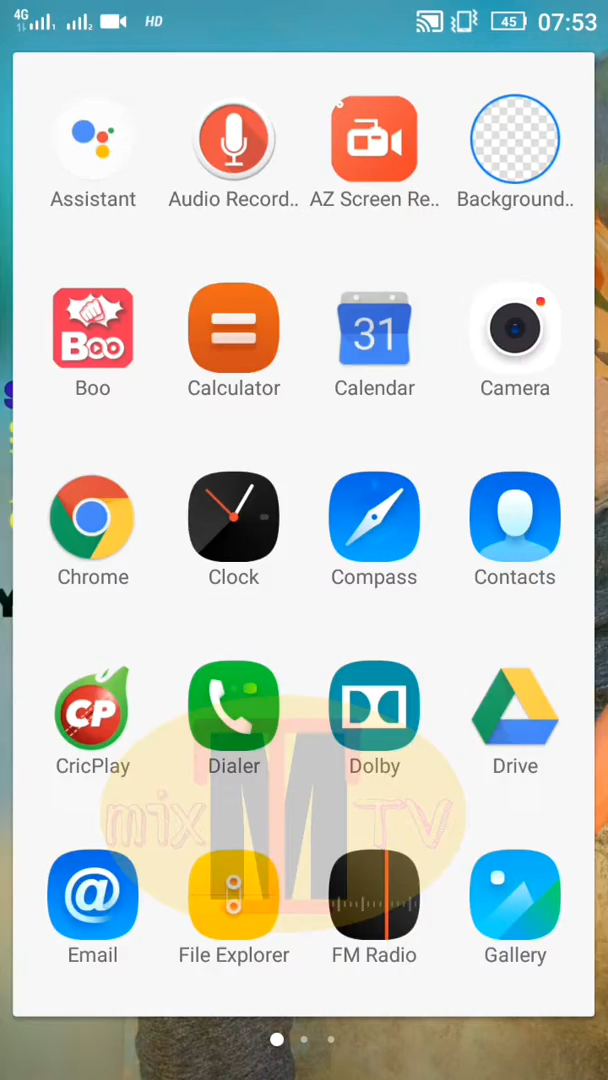 4G HD 45 07:53
Assistant Audio Record.. AZ Screen Re.. Background..
BOO
31
Boo Calculator Calendar Camera
Chrome Clock Compass Contacts
CP
CricPlay Dialer Dolby Drive
mix M TV
@
Email File Explorer FM Radio Gallery